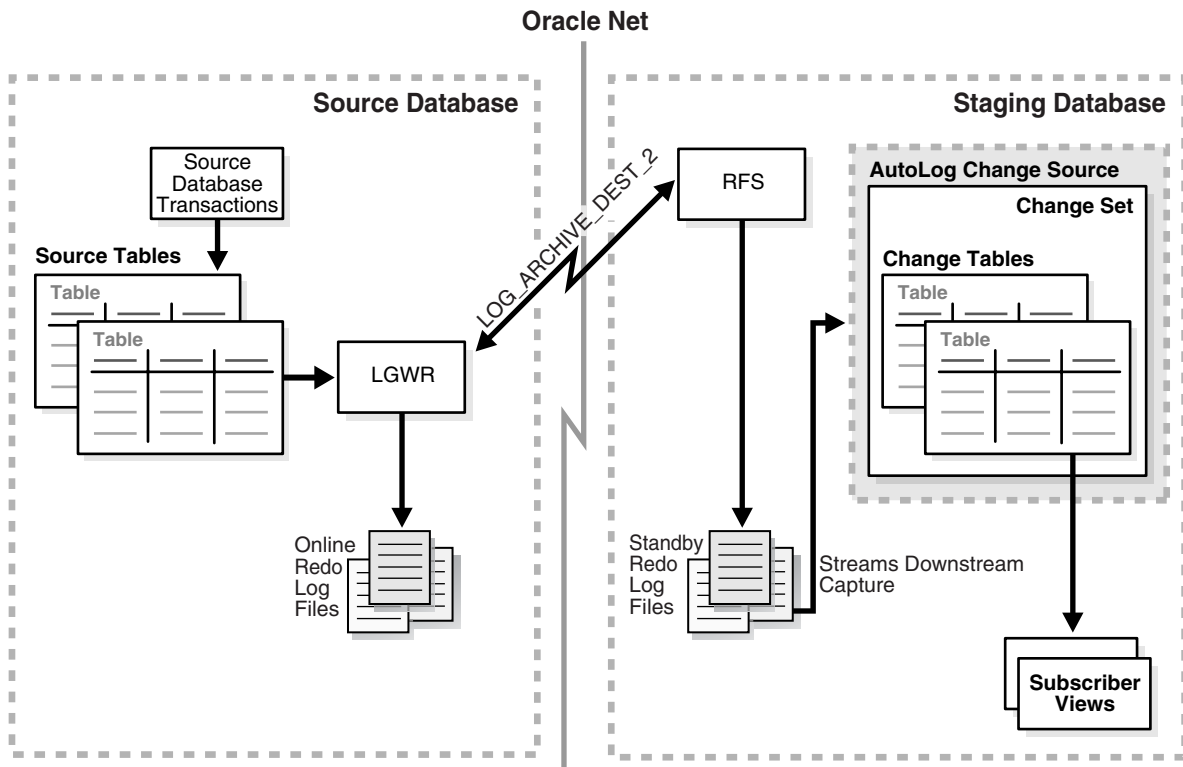 Oracle Net
Source Database
Source
Database
Transactions
Source Tables
Table
Table
LGWR
LOG_ARCHIVE_DEST_2
Online
Redo
Log
Files
Staging Database
RFS
Standby
Redo
Log
Files
Streams Downstream
Capture
AutoLog Change Source
Change Set
Change Tables
Table
Table
Subscriber
Views